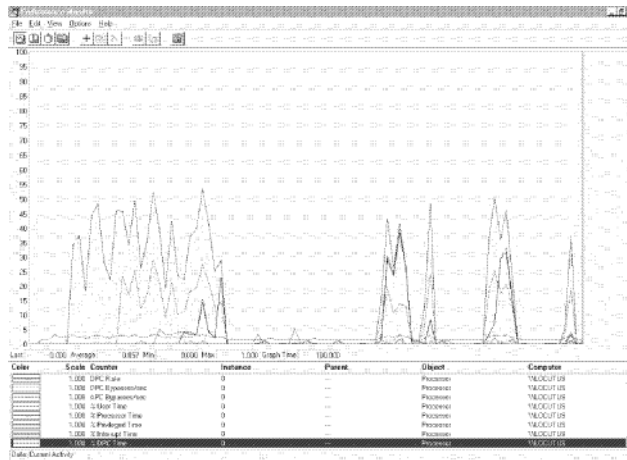 Performance Monitor
File Edit View Options Help
100
95
90
85
80
75
70
65
60
55
50
45
40
35
30
25
20
15
10
5
0
Last 0.000 Average 0.857 Min 0.000 Max 1.000 Graph Time 100.000
Color Scale Counter Instance Parent Object Computer
1.000 DPC Rate 0 --- Processor \\LOCUTUS
1.000 DPC Bypasses/sec 0 --- Processor \\LOCUTUS
1.000 APC Bypasses/sec 0 --- Processor \\LOCUTUS
1.000 % User Time 0 --- Processor \\LOCUTUS
1.000 % Processor Time 0 --- Processor \\LOCUTUS
1.000 % Privileged Time 0 --- Processor \\LOCUTUS
1.000 % Interrupt Time 0 --- Processor \\LOCUTUS
1.000 % DPC Time 0 --- Processor \\LOCUTUS
Data: Current Activity